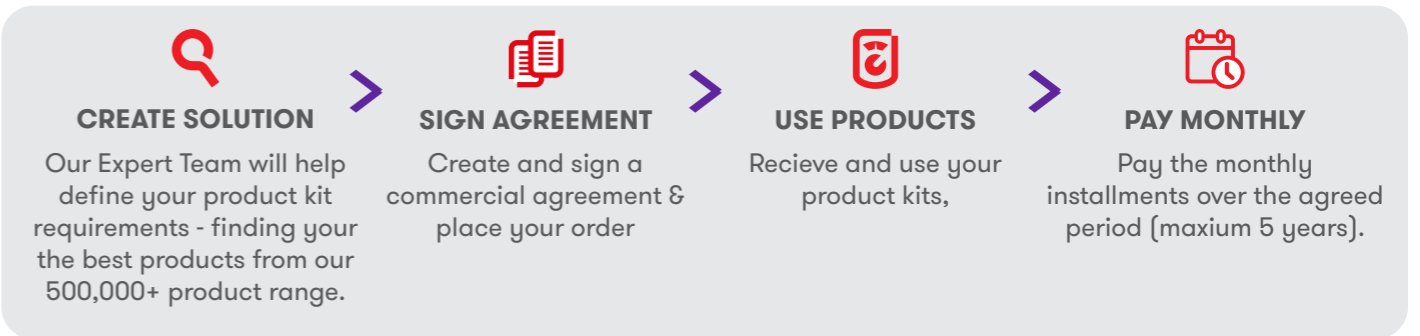 CREATE SOLUTION
Our Expert Team will help
define your product kit
requirements - finding your
the best products from our
500,000+ product range.
SIGN AGREEMENT
Create and sign a
commercial agreement &
place your order
USE PRODUCTS
Recieve and use your
product kits,
PAY MONTHLY
Pay the monthly
installments over the agreed
period (maxium 5 years).